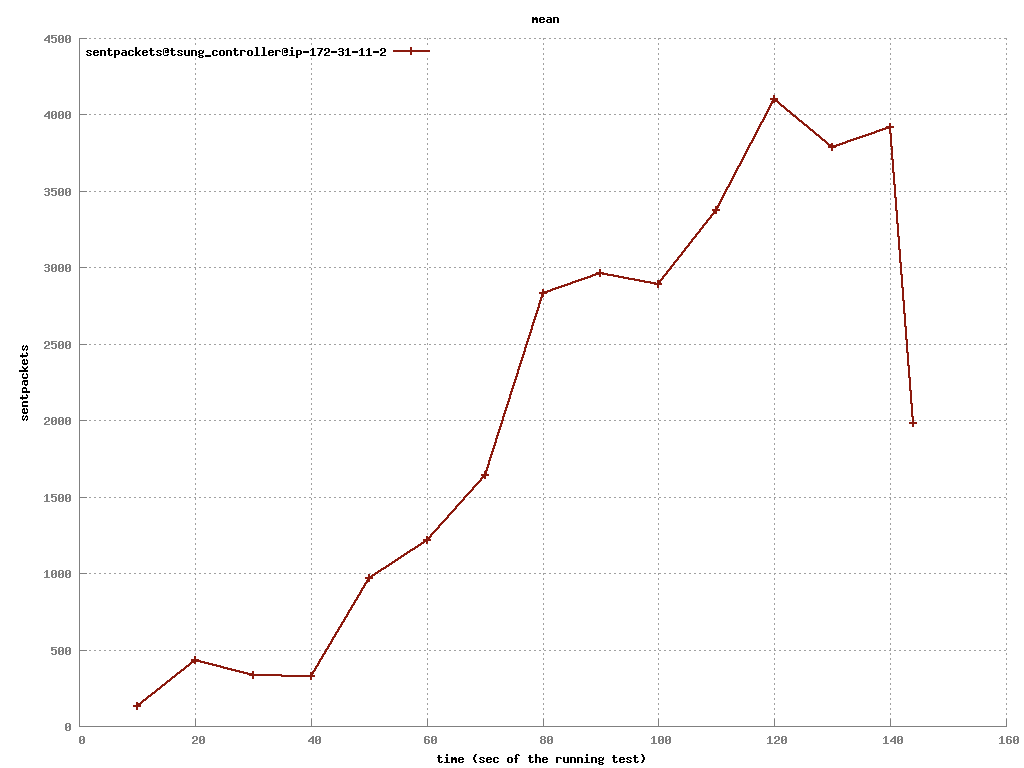 mean
4500
sentpackets@tsung_controller@ip-172-31-11-2
4000
3500
3000
2500
2000
1500
1000
500
0
sentpackets
0 20 40 60 80 100 120 140 160
time (sec of the running test)